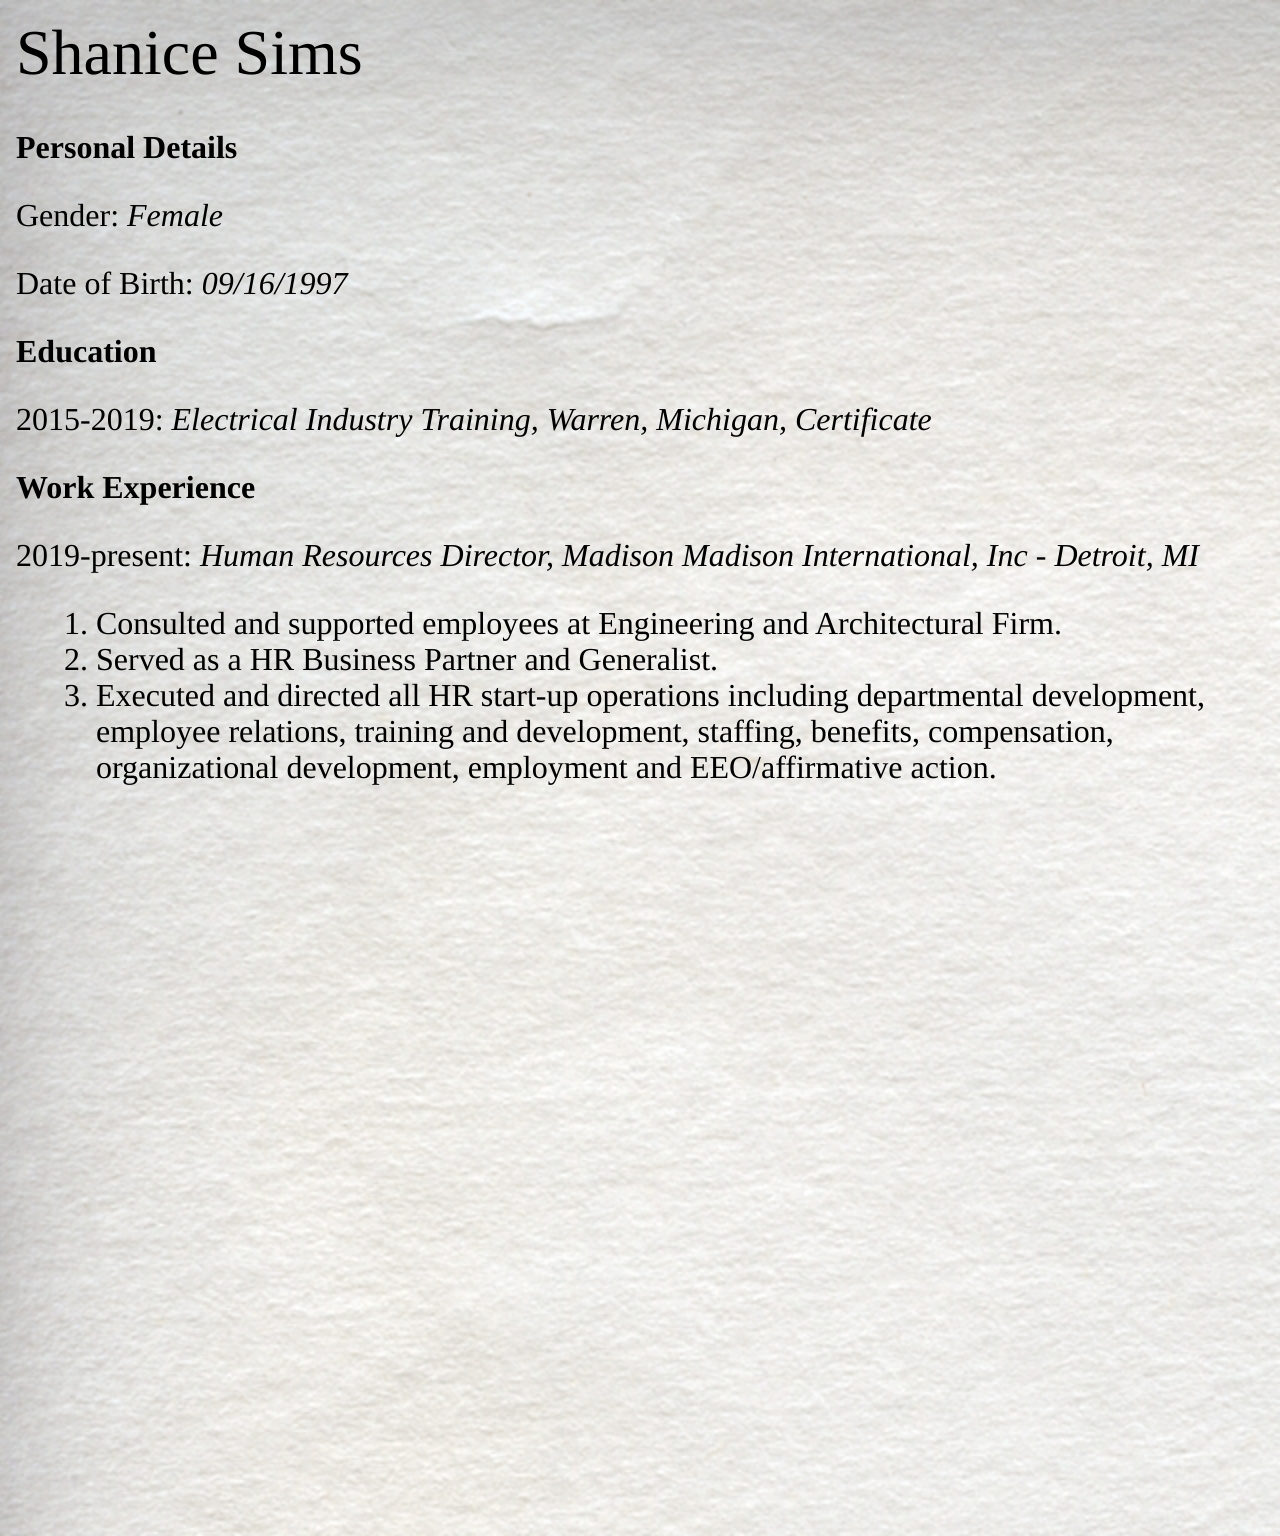 Shanice Sims
Personal Details
Gender: Female
Date of Birth: 09/16/1997
Education
2015-2019: Electrical Industry Training, Warren, Michigan, Certificate
Work Experience
2019-present: Human Resources Director, Madison Madison International, Inc - Detroit, MI
1. Consulted and supported employees at Engineering and Architectural Firm.
2. Served as a HR Business Partner and Generalist.
3. Executed and directed all HR start-up operations including departmental development,
employee relations, training and development, staffing, benefits, compensation,
organizational development, employment and EEO/affirmative action.